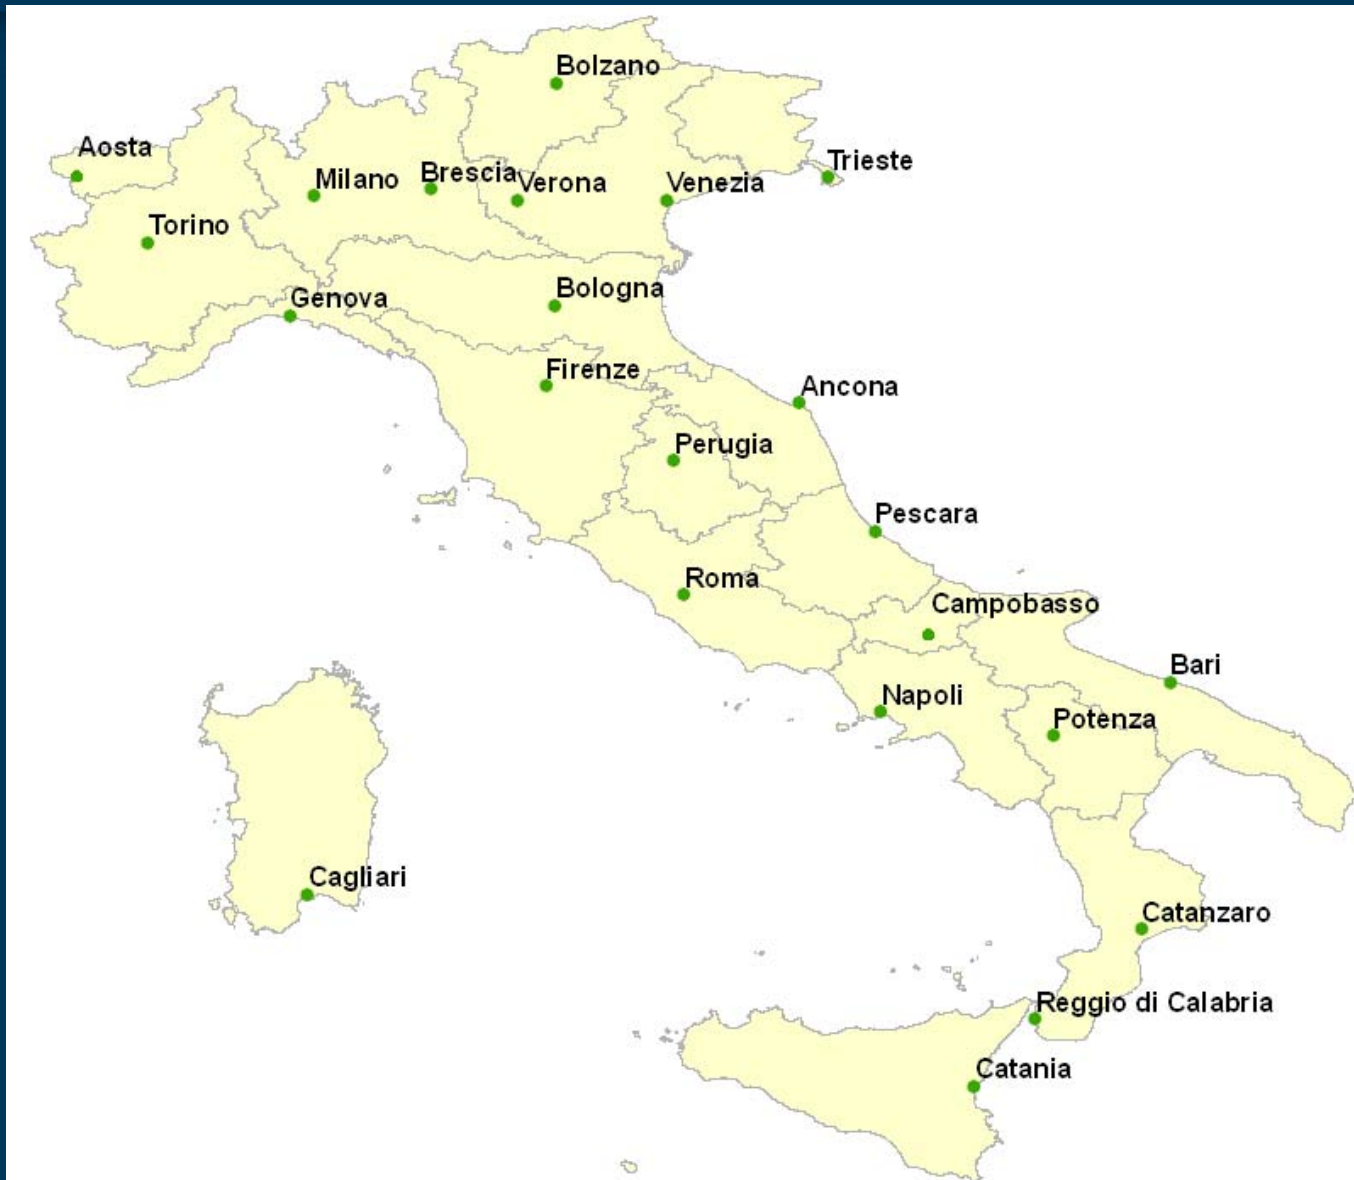 Bolzano
Aosta
Trieste
Brescia
Milano
Verona
Venezia
Torino
Bologna
Genova
Firenze
Ancona
Perugia
Pescara
Roma
Campobasso
Bari
Napoli
Potenza
Cagliari
Catanzaro
Reggio di Calabria
Catania